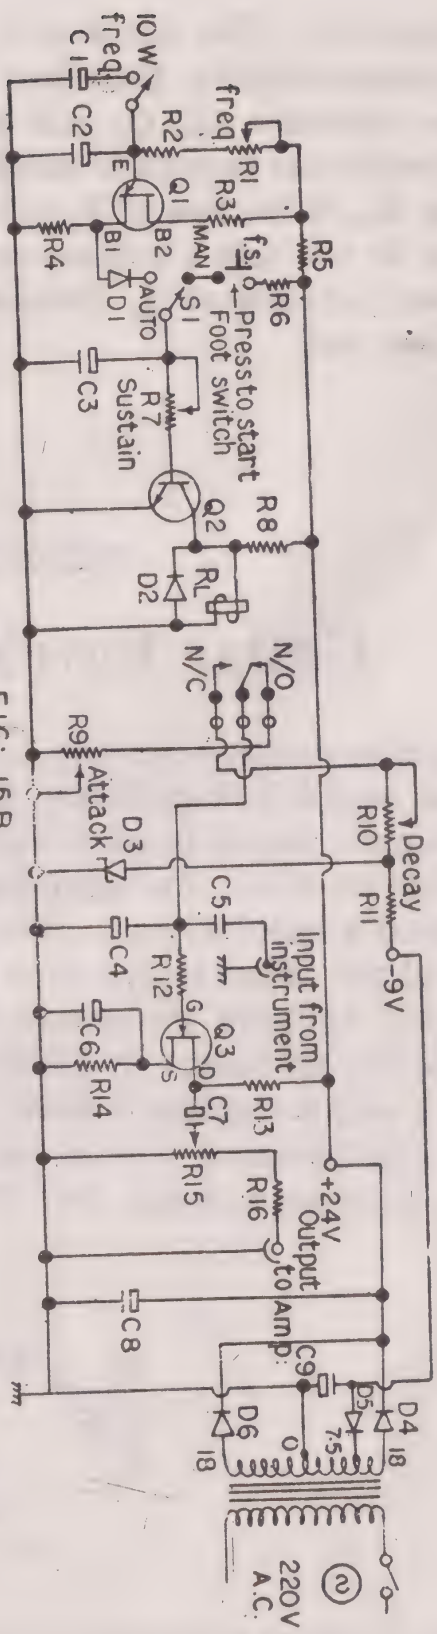 10 W
freq.
C1
C2
R2
freq
R1
E
Q1
B2
B1
R3
R4
R5
R6
f.s.
MAN
AUTO
D1
S1
Press to start
Foot switch
C3
R7
Sustain
Q2
R8
D2
RL
N/O
N/C
R9
Attack
D3
Decay
R10
R11
-9V
C4
C5
Input from
instrument
R12
G
Q3
D
S
C6
R14
C7
R13
R15
R16
+24V
Output
to Amp:
C8
C9
D5
D4
D6
18
7.5
0
18
220V
A.C.
FIG: 15B